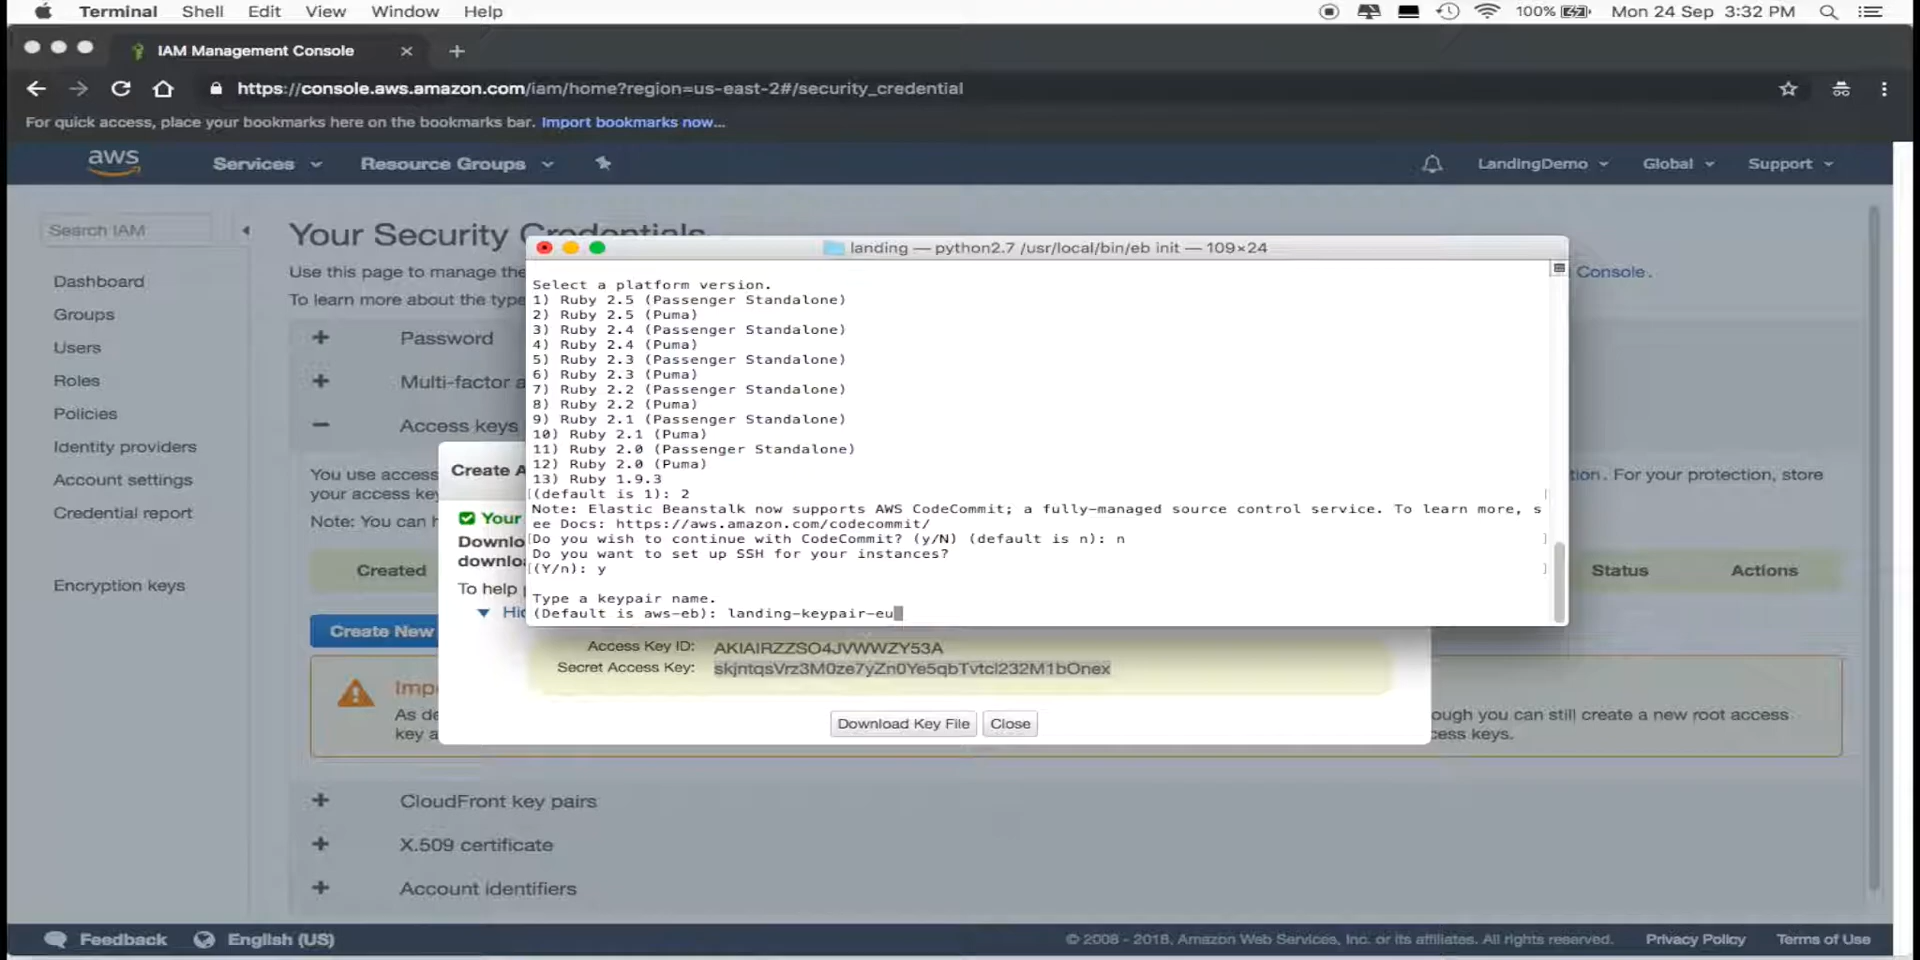 Terminal Shell Edit View Window Help 100% Mon 24 Sep 3:32 PM
IAM Management Console
https://console.aws.amazon.com/iam/home?region=us-east-2#/security_credential
For quick access, place your bookmarks here on the bookmarks bar. Import bookmarks now...
aws Services Resource Groups LandingDemo Global Support
Search IAM
Dashboard
Groups
Users
Roles
Policies
Identity providers
Account settings
Credential report
Encryption keys
Your Security Credentials
Use this page to manage the
Console.
To learn more about the type
Password
Multi-factor a
Access keys
You use access
tion. For your protection, store
your access key
Note: You can h
Created
Status
Actions
Create New
Impo
As de
ough you can still create a new root access
key a
cess keys.
CloudFront key pairs
X.509 certificate
Account identifiers
landing — python2.7 /usr/local/bin/eb init — 109×24
Select a platform version.
1) Ruby 2.5 (Passenger Standalone)
2) Ruby 2.5 (Puma)
3) Ruby 2.4 (Passenger Standalone)
4) Ruby 2.4 (Puma)
5) Ruby 2.3 (Passenger Standalone)
6) Ruby 2.3 (Puma)
7) Ruby 2.2 (Passenger Standalone)
8) Ruby 2.2 (Puma)
9) Ruby 2.1 (Passenger Standalone)
10) Ruby 2.1 (Puma)
11) Ruby 2.0 (Passenger Standalone)
12) Ruby 2.0 (Puma)
13) Ruby 1.9.3
(default is 1): 2
Note: Elastic Beanstalk now supports AWS CodeCommit; a fully-managed source control service. To learn more, s
ee Docs: https://aws.amazon.com/codecommit/
Do you wish to continue with CodeCommit? (y/N) (default is n): n
Do you want to set up SSH for your instances?
(Y/n): y
Type a keypair name.
(Default is aws-eb): landing-keypair-eu
Create A
Your
Downlo
downloa
To help
Hid
Access Key ID: AKIAIRZZSO4JVWWZY53A
Secret Access Key: skjntqsVrz3M0ze7yZn0Ye5qbTvtcl232M1bOnex
Download Key File Close
Feedback English (US)
© 2008 - 2018, Amazon Web Services, Inc. or its affiliates. All rights reserved. Privacy Policy Terms of Use